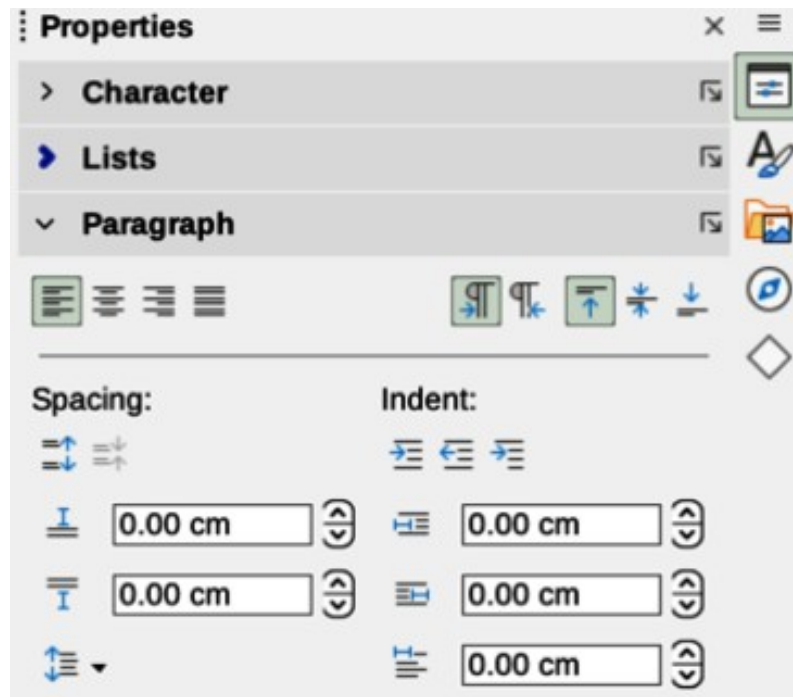 Properties
Character
Lists
Paragraph
Spacing: Indent:
0.00 cm 0.00 cm
0.00 cm 0.00 cm
0.00 cm